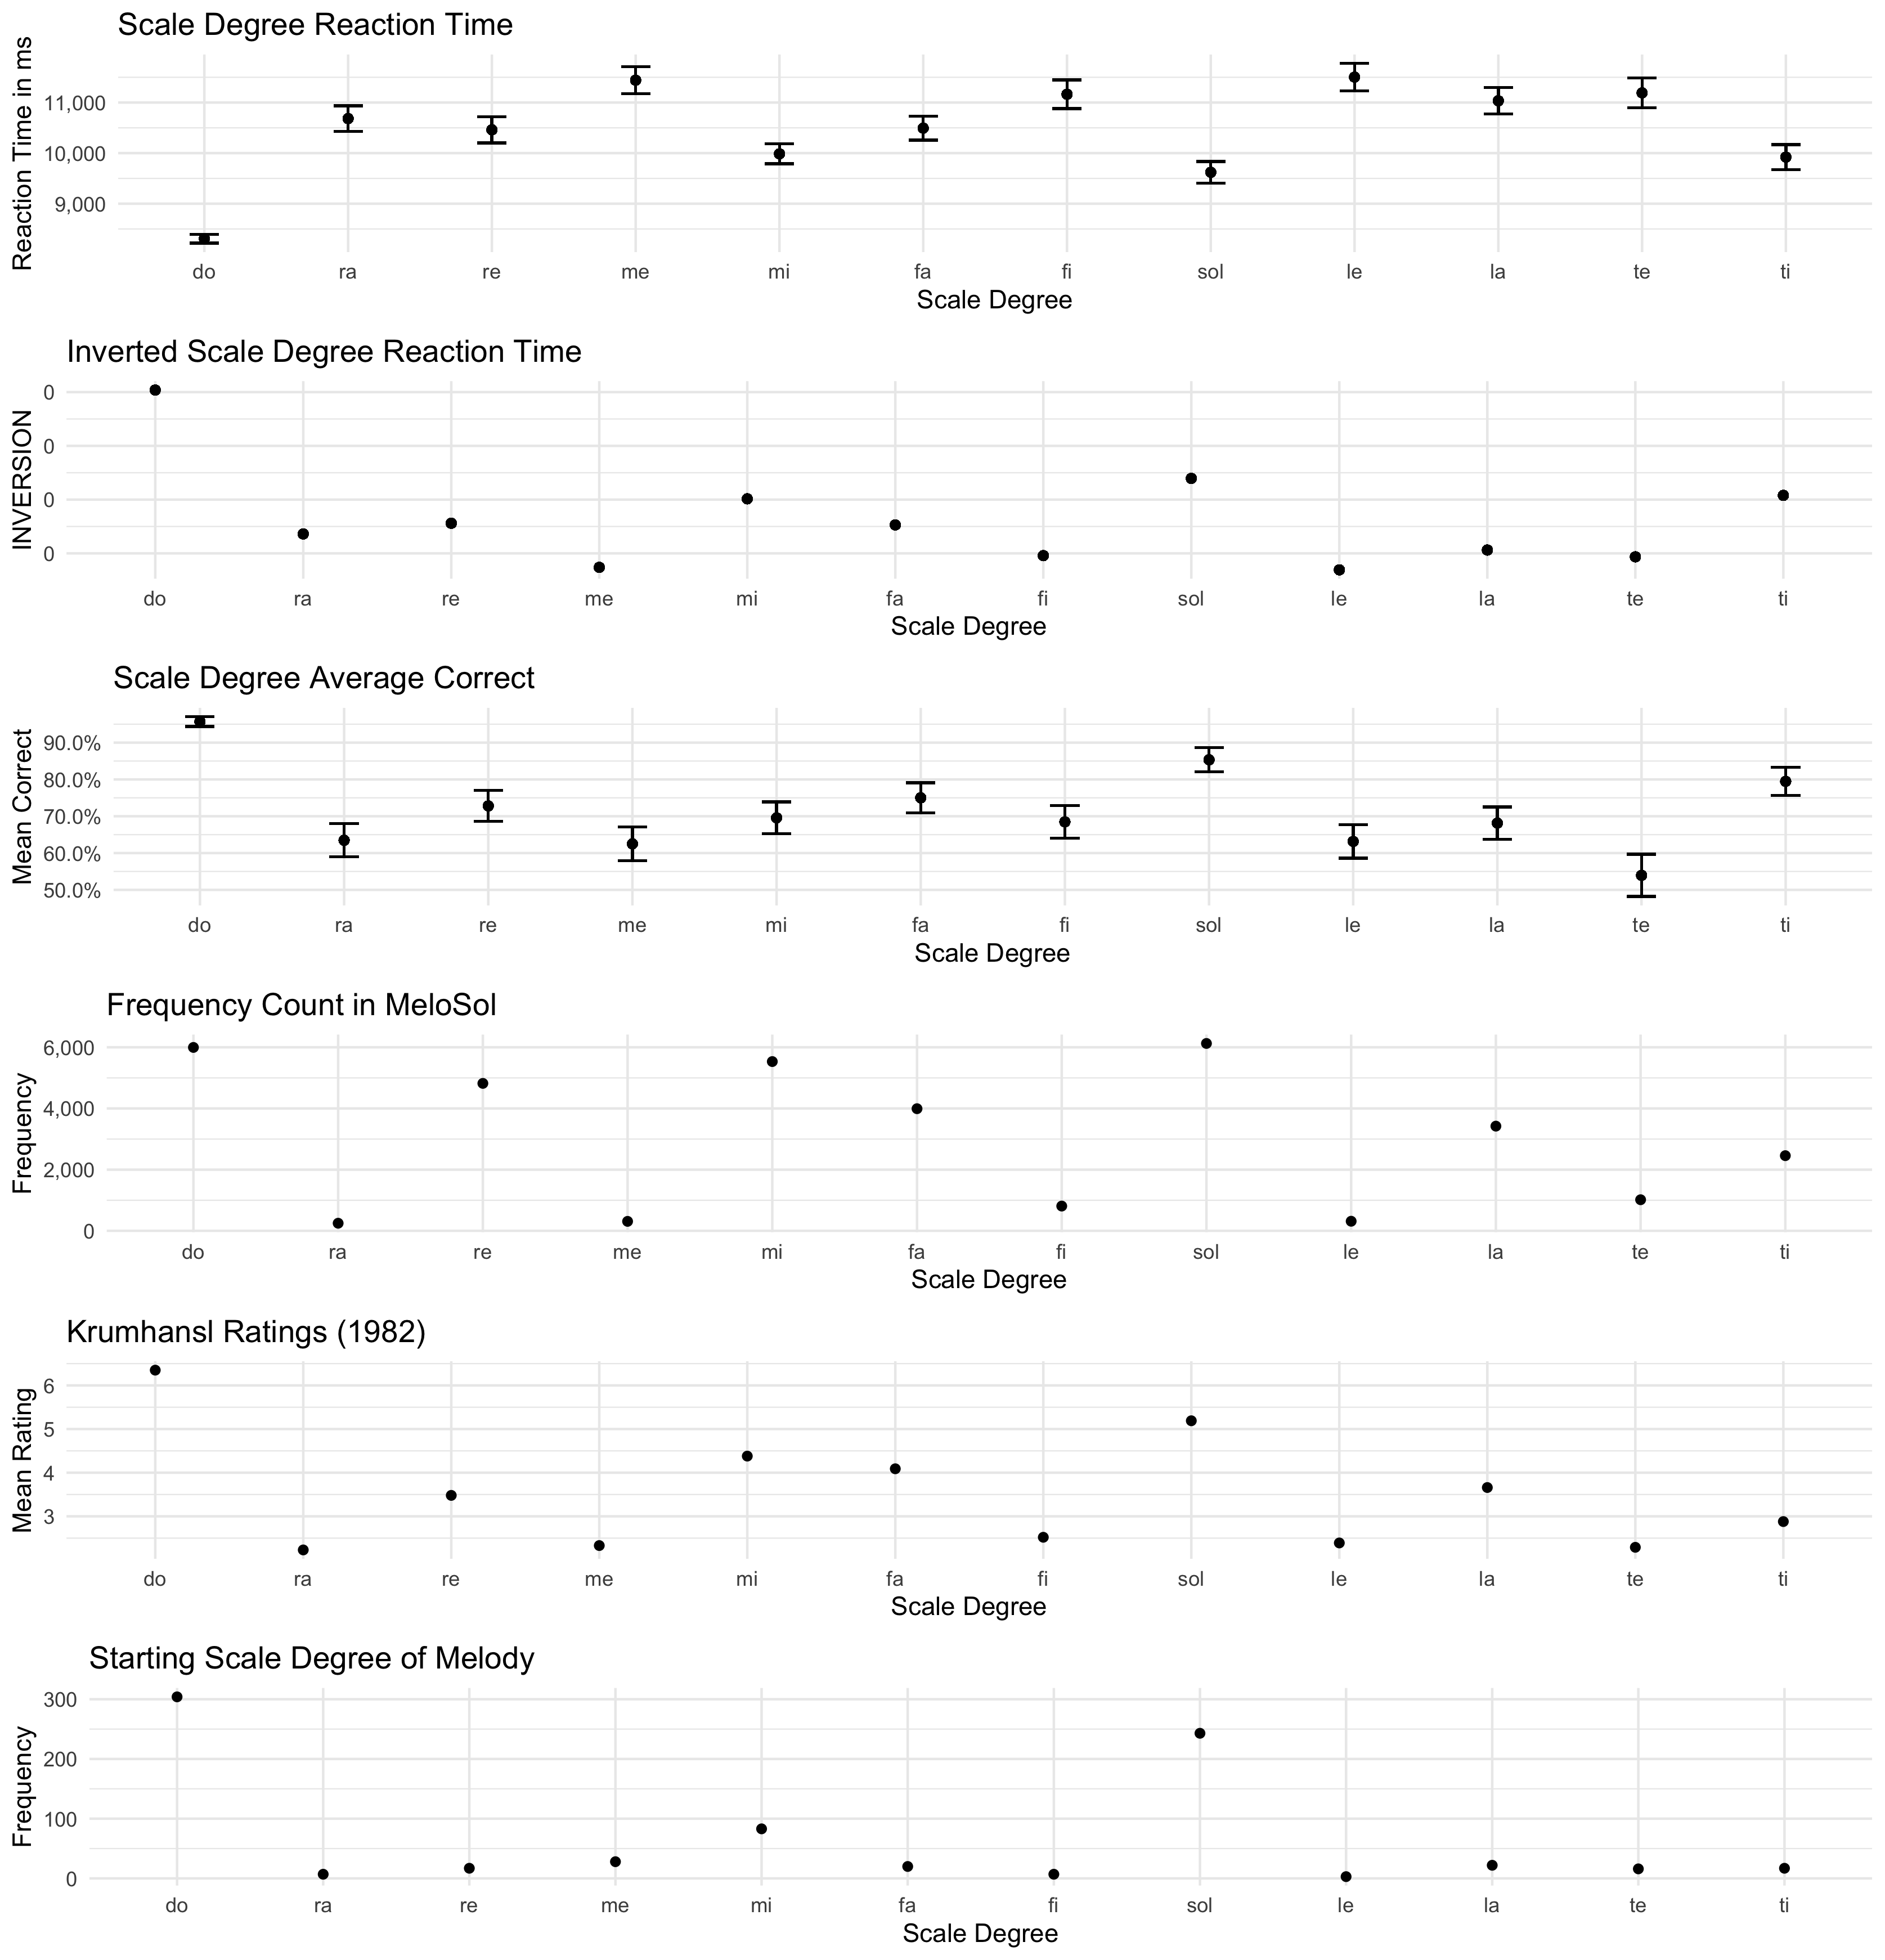 Scale Degree Reaction Time
Reaction Time in ms
11,000
10,000
9,000
do ra re me mi fa fi sol le la te ti
Scale Degree
Inverted Scale Degree Reaction Time
INVERSION
0
0
0
0
do ra re me mi fa fi sol le la te ti
Scale Degree
Scale Degree Average Correct
Mean Correct
90.0%
80.0%
70.0%
60.0%
50.0%
do ra re me mi fa fi sol le la te ti
Scale Degree
Frequency Count in MeloSol
Frequency
6,000
4,000
2,000
0
do ra re me mi fa fi sol le la te ti
Scale Degree
Krumhansl Ratings (1982)
Mean Rating
6
5
4
3
do ra re me mi fa fi sol le la te ti
Scale Degree
Starting Scale Degree of Melody
Frequency
300
200
100
0
do ra re me mi fa fi sol le la te ti
Scale Degree